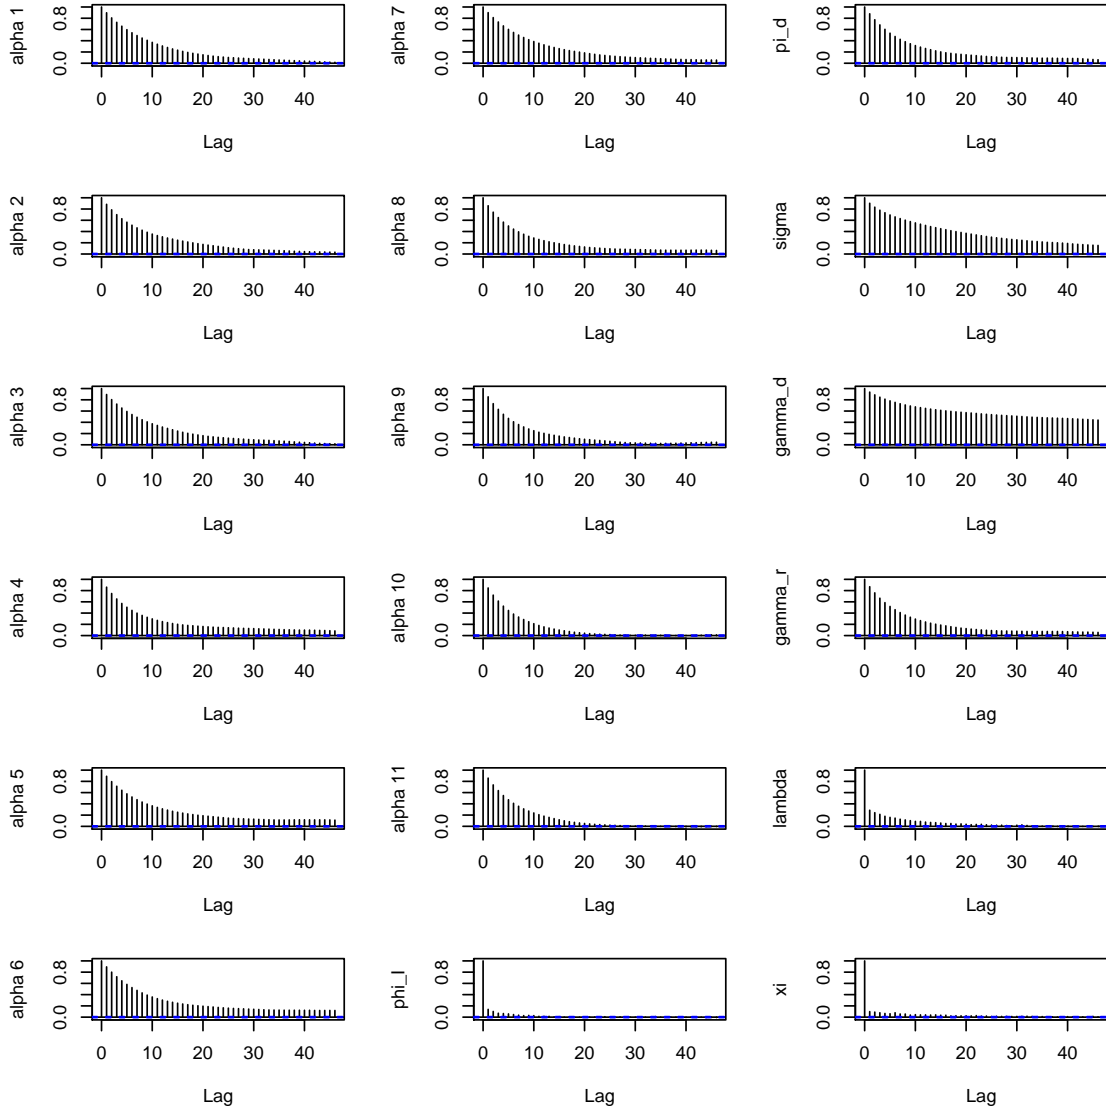 alpha 1
0.0 0.8
0 10 20 30 40
Lag
alpha 7
0.0 0.8
0 10 20 30 40
Lag
pi_d
0.0 0.8
0 10 20 30 40
Lag
alpha 2
0.0 0.8
0 10 20 30 40
Lag
alpha 8
0.0 0.8
0 10 20 30 40
Lag
sigma
0.0 0.8
0 10 20 30 40
Lag
alpha 3
0.0 0.8
0 10 20 30 40
Lag
alpha 9
0.0 0.8
0 10 20 30 40
Lag
gamma_d
0.0 0.8
0 10 20 30 40
Lag
alpha 4
0.0 0.8
0 10 20 30 40
Lag
alpha 10
0.0 0.8
0 10 20 30 40
Lag
gamma_r
0.0 0.8
0 10 20 30 40
Lag
alpha 5
0.0 0.8
0 10 20 30 40
Lag
alpha 11
0.0 0.8
0 10 20 30 40
Lag
lambda
0.0 0.8
0 10 20 30 40
Lag
alpha 6
0.0 0.8
0 10 20 30 40
Lag
phi_l
0.0 0.8
0 10 20 30 40
Lag
xi
0.0 0.8
0 10 20 30 40
Lag